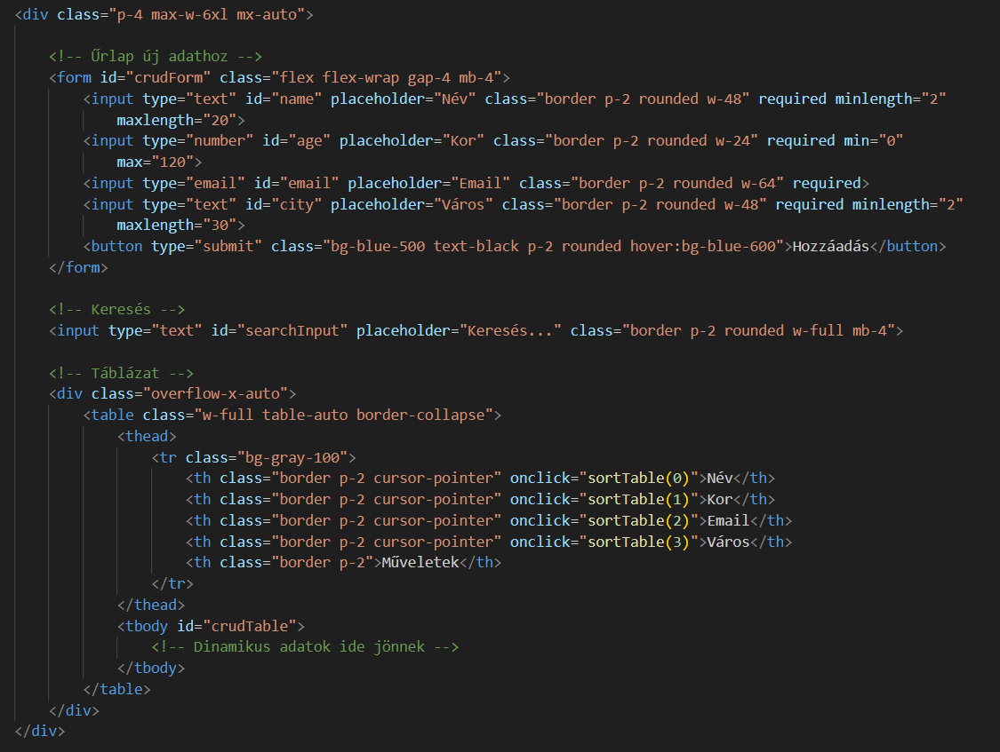 <div class="p-4 max-w-6xl mx-auto">
<!-- Űrlap új adathoz -->
<form id="crudForm" class="flex flex-wrap gap-4 mb-4">
<input type="text" id="name" placeholder="Név" class="border p-2 rounded w-48" required minlength="2"
maxlength="20">
<input type="number" id="age" placeholder="Kor" class="border p-2 rounded w-24" required min="0"
max="120">
<input type="email" id="email" placeholder="Email" class="border p-2 rounded w-64" required>
<input type="text" id="city" placeholder="Város" class="border p-2 rounded w-48" required minlength="2"
maxlength="30">
<button type="submit" class="bg-blue-500 text-black p-2 rounded hover:bg-blue-600">Hozzáadás</button>
</form>
<!-- Keresés -->
<input type="text" id="searchInput" placeholder="Keresés..." class="border p-2 rounded w-full mb-4">
<!-- Táblázat -->
<div class="overflow-x-auto">
<table class="w-full table-auto border-collapse">
<thead>
<tr class="bg-gray-100">
<th class="border p-2 cursor-pointer" onclick="sortTable(0)">Név</th>
<th class="border p-2 cursor-pointer" onclick="sortTable(1)">Kor</th>
<th class="border p-2 cursor-pointer" onclick="sortTable(2)">Email</th>
<th class="border p-2 cursor-pointer" onclick="sortTable(3)">Város</th>
<th class="border p-2">Műveletek</th>
</tr>
</thead>
<tbody id="crudTable">
<!-- Dinamikus adatok ide jönnek -->
</tbody>
</table>
</div>
</div>